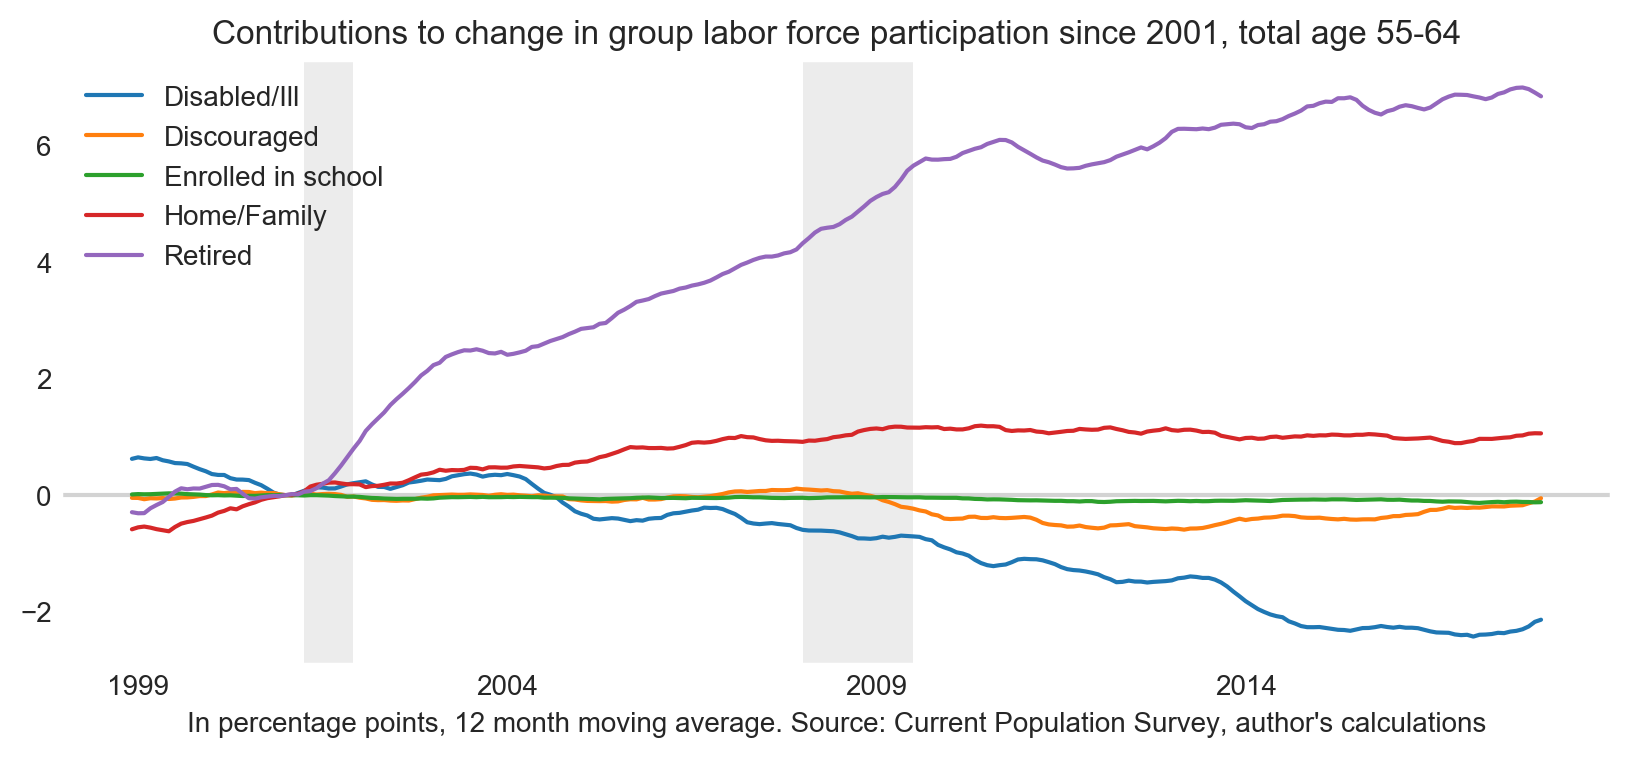 Contributions to change in group labor force participation since 2001, total age 55-64
Disabled/Ill
Discouraged
Enrolled in school
Home/Family
Retired
6
4
2
0
−2
1999
2004
2009
2014
In percentage points, 12 month moving average. Source: Current Population Survey, author's calculations